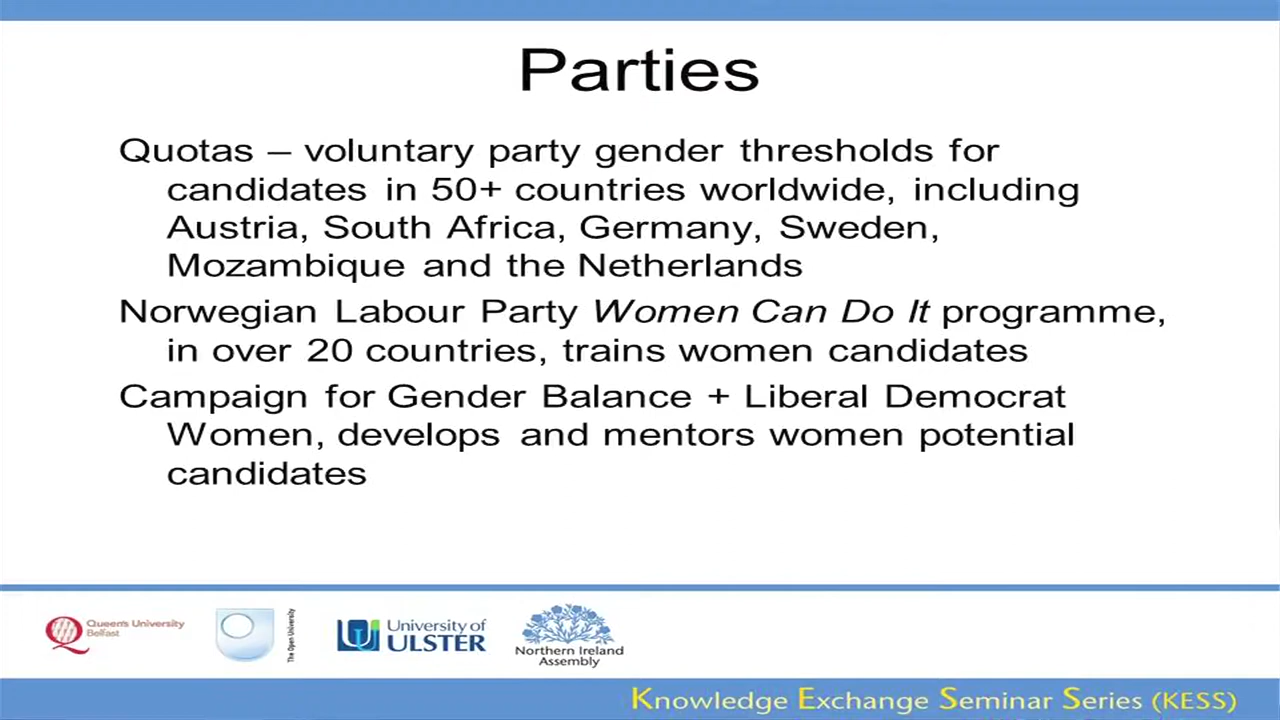 Parties
Quotas – voluntary party gender thresholds for
candidates in 50+ countries worldwide, including
Austria, South Africa, Germany, Sweden,
Mozambique and the Netherlands
Norwegian Labour Party Women Can Do It programme,
in over 20 countries, trains women candidates
Campaign for Gender Balance + Liberal Democrat
Women, develops and mentors women potential
candidates
Queen's University
Belfast
The Open University
University of
ULSTER
Northern Ireland
Assembly
Knowledge Exchange Seminar Series (KESS)